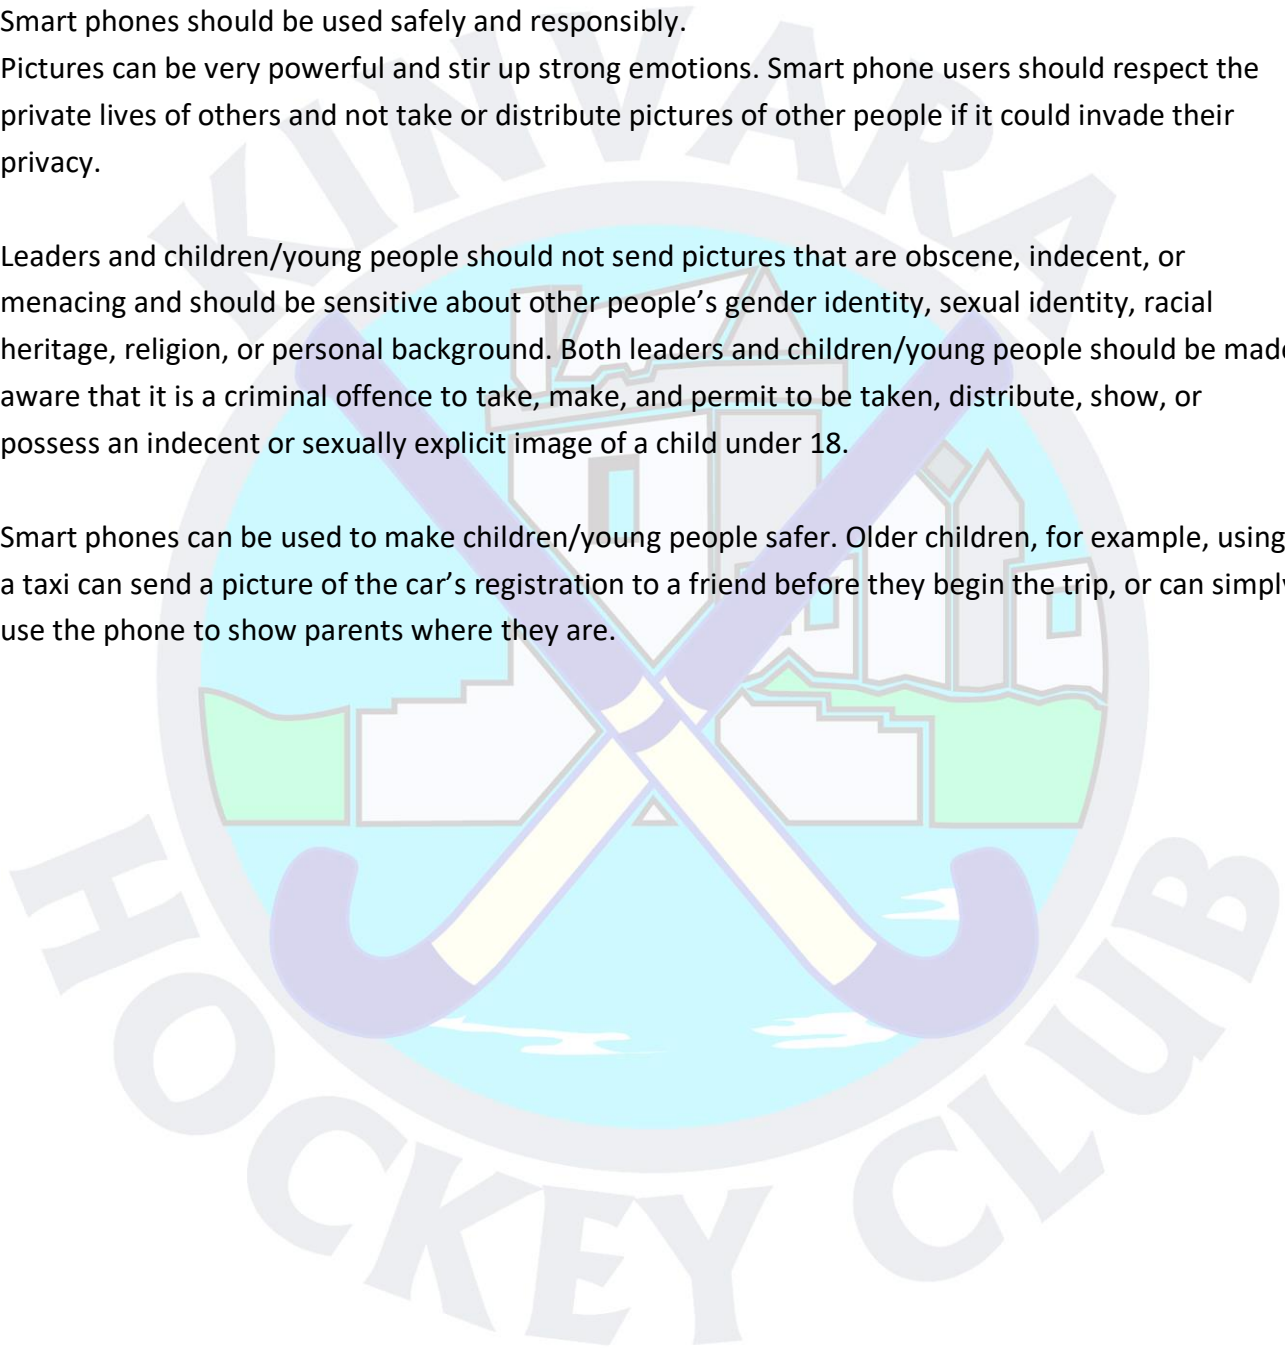 Smart phones should be used safely and responsibly.
Pictures can be very powerful and stir up strong emotions. Smart phone users should respect the
private lives of others and not take or distribute pictures of other people if it could invade their
privacy.
Leaders and children/young people should not send pictures that are obscene, indecent, or
menacing and should be sensitive about other people’s gender identity, sexual identity, racial
heritage, religion, or personal background. Both leaders and children/young people should be made
aware that it is a criminal offence to take, make, and permit to be taken, distribute, show, or
possess an indecent or sexually explicit image of a child under 18.
Smart phones can be used to make children/young people safer. Older children, for example, using
a taxi can send a picture of the car’s registration to a friend before they begin the trip, or can simply
use the phone to show parents where they are.
KINVARA
HOCKEY CLUB